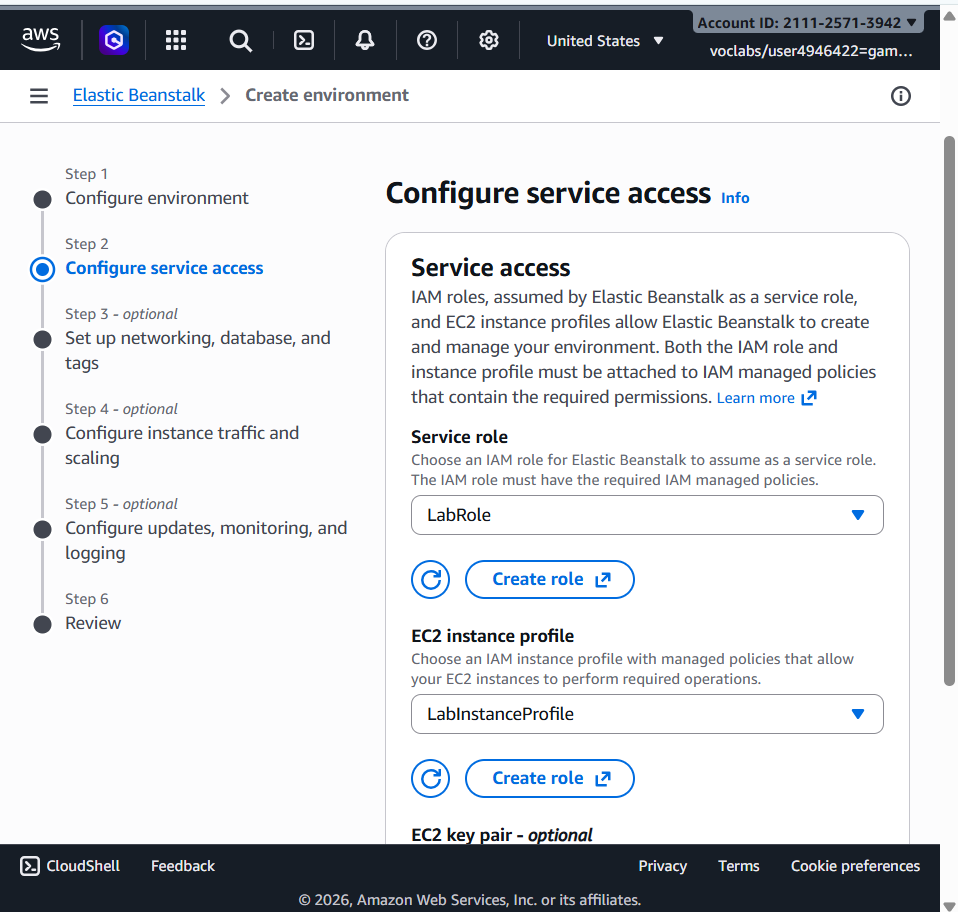 aws
United States
Account ID: 2111-2571-3942
voclabs/user4946422=gam...
Elastic Beanstalk
Create environment
Step 1
Configure environment
Step 2
Configure service access
Step 3 - optional
Set up networking, database, and
tags
Step 4 - optional
Configure instance traffic and
scaling
Step 5 - optional
Configure updates, monitoring, and
logging
Step 6
Review
Configure service access Info
Service access
IAM roles, assumed by Elastic Beanstalk as a service role,
and EC2 instance profiles allow Elastic Beanstalk to create
and manage your environment. Both the IAM role and
instance profile must be attached to IAM managed policies
that contain the required permissions. Learn more
Service role
Choose an IAM role for Elastic Beanstalk to assume as a service role.
The IAM role must have the required IAM managed policies.
LabRole
Create role
EC2 instance profile
Choose an IAM instance profile with managed policies that allow
your EC2 instances to perform required operations.
LabInstanceProfile
Create role
EC2 key pair - optional
CloudShell
Feedback
Privacy
Terms
Cookie preferences
© 2026, Amazon Web Services, Inc. or its affiliates.